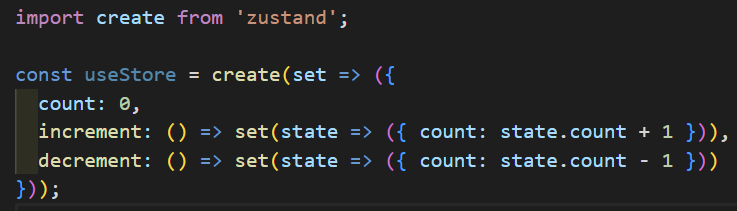 import create from 'zustand';
const useStore = create(set => ({
count: 0,
increment: () => set(state => ({ count: state.count + 1 })),
decrement: () => set(state => ({ count: state.count - 1 }))
}));